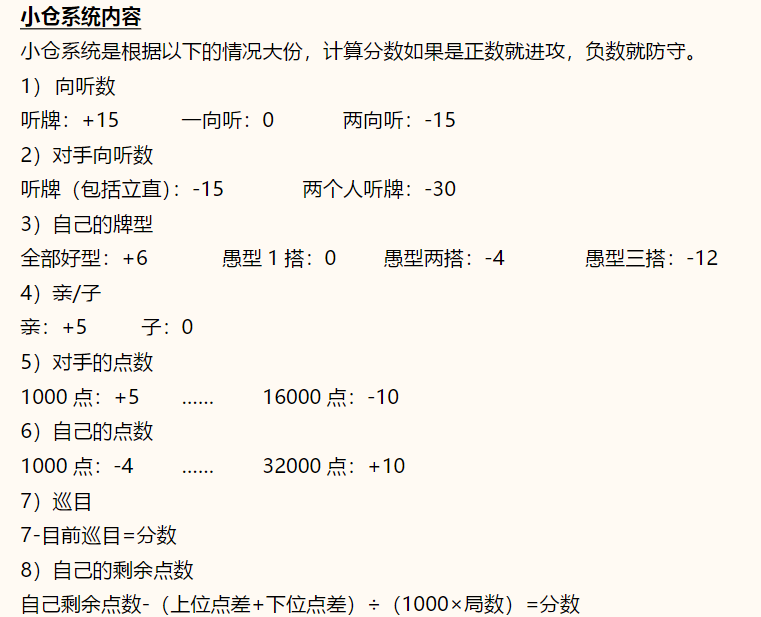 小仓系统内容
小仓系统是根据以下的情况大份，计算分数如果是正数就进攻，负数就防守。
1）向听数
听牌：+15 一向听：0 两向听：-15
2）对手向听数
听牌（包括立直）：-15 两个人听牌：-30
3）自己的牌型
全部好型：+6 愚型 1 搭：0 愚型两搭：-4 愚型三搭：-12
4）亲/子
亲：+5 子：0
5）对手的点数
1000 点：+5 …… 16000 点：-10
6）自己的点数
1000 点：-4 …… 32000 点：+10
7）巡目
7-目前巡目=分数
8）自己的剩余点数
自己剩余点数-（上位点差+下位点差）÷（1000×局数）=分数